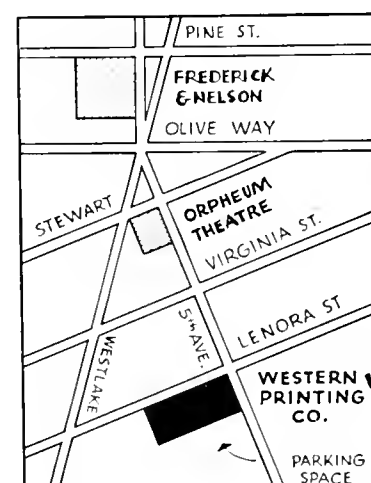 PINE ST.
FREDERICK
& NELSON
OLIVE WAY
STEWART
ORPHEUM
THEATRE
VIRGINIA ST.
5TH AVE.
LENORA ST
WESTLAKE
WESTERN
PRINTING
CO.
PARKING
SPACE